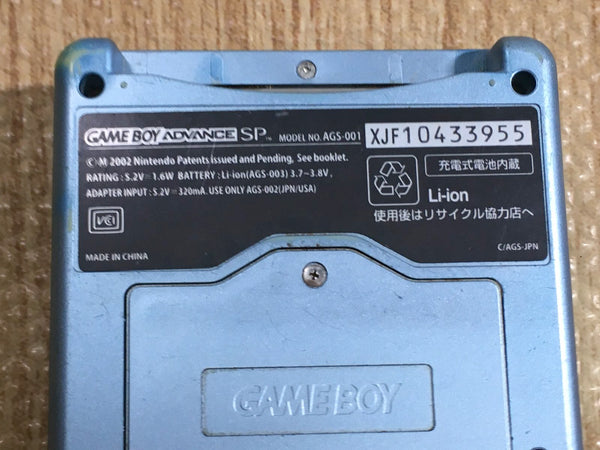 GAME BOY ADVANCE SP™ MODEL NO. AGS-001
XJF10433955
© M 2002 Nintendo Patents issued and Pending, See booklet.
RATING : 5.2V⎓1.6W BATTERY : Li-ion(AGS-003) 3.7~3.8V,
ADAPTER INPUT : 5.2V⎓320mA. USE ONLY AGS-002(JPN/USA)
VCI
MADE IN CHINA
充電式電池内蔵
Li-ion
使用後はリサイクル協力店へ
C/AGS-JPN
GAME BOY